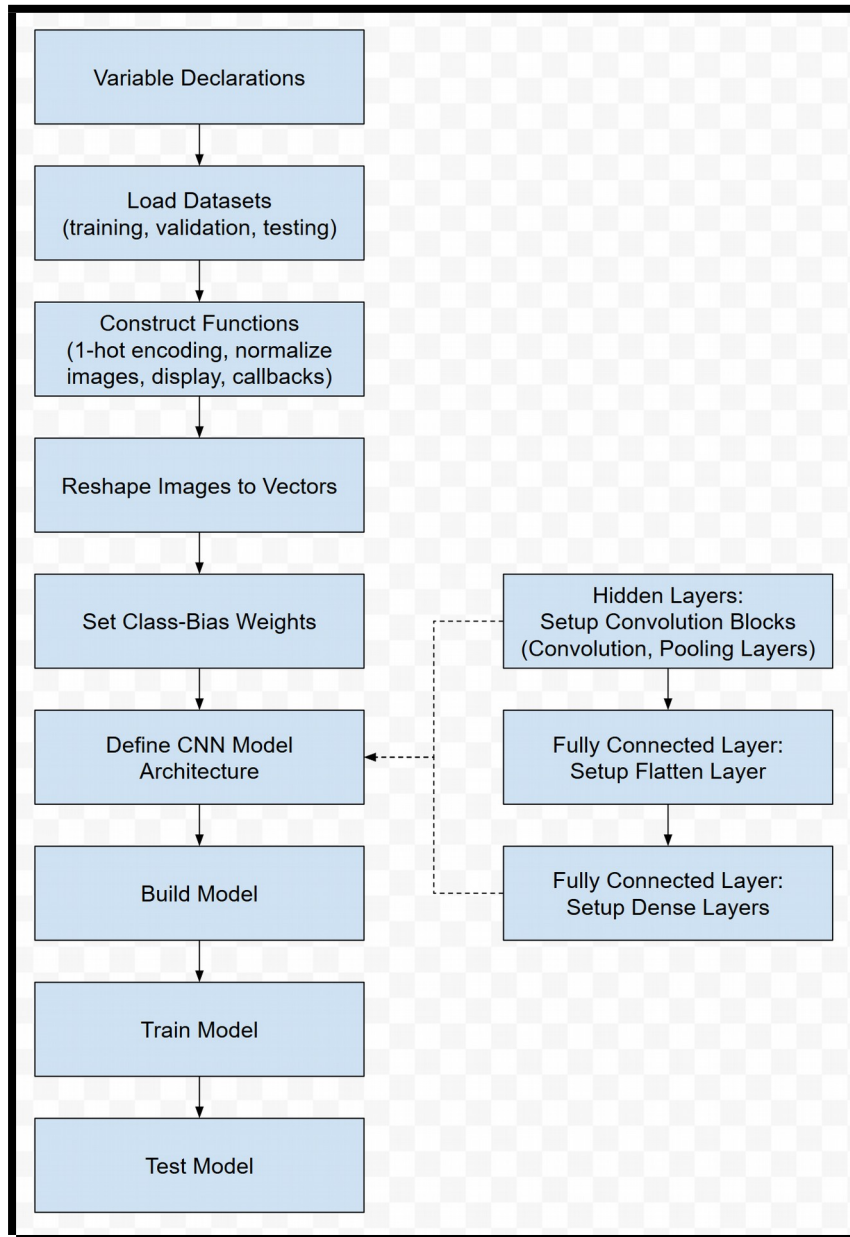 Variable Declarations
Load Datasets
(training, validation, testing)
Construct Functions
(1-hot encoding, normalize
images, display, callbacks)
Reshape Images to Vectors
Set Class-Bias Weights
Define CNN Model
Architecture
Build Model
Train Model
Test Model
Hidden Layers:
Setup Convolution Blocks
(Convolution, Pooling Layers)
Fully Connected Layer:
Setup Flatten Layer
Fully Connected Layer:
Setup Dense Layers